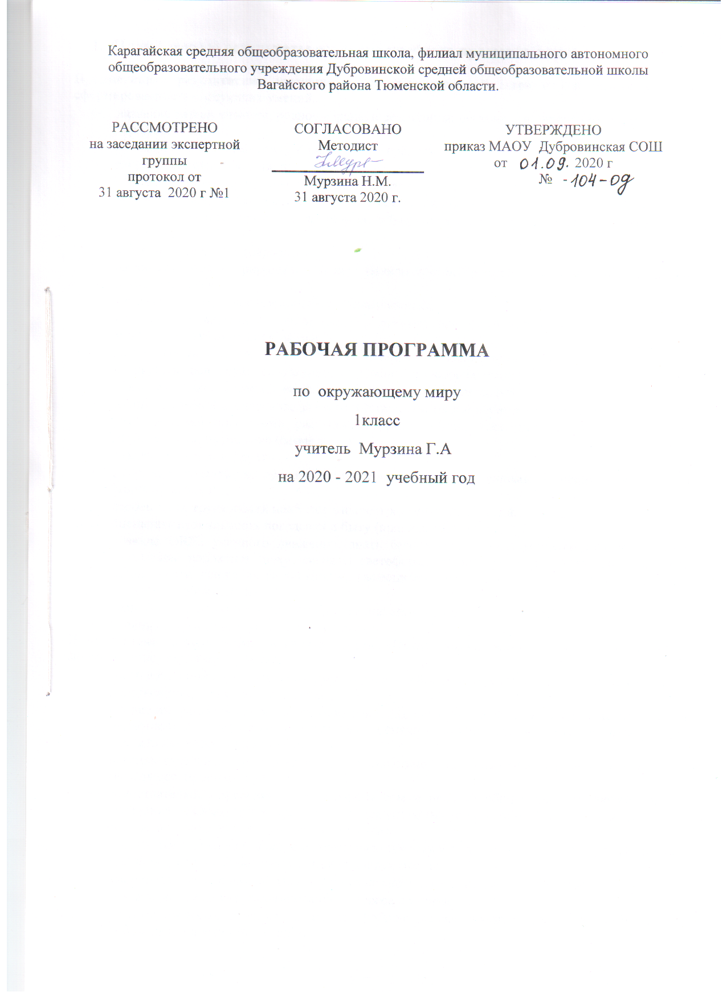 Карагайская средняя общеобразовательная школа, филиал муниципального автономного
общеобразовательного учреждения Дубровинской средней общеобразовательной школы
Вагайского района Тюменской области.
РАССМОТРЕНО
на заседании экспертной
группы
протокол от
31 августа 2020 г №1
СОГЛАСОВАНО
Методист
Мурзина Н.М.
31 августа 2020 г.
УТВЕРЖДЕНО
приказ МАОУ Дубровинская СОШ
от 01.09. 2020 г
№ -104-од
РАБОЧАЯ ПРОГРАММА
по окружающему миру
1класс
учитель Мурзина Г.А
на 2020 - 2021 учебный год